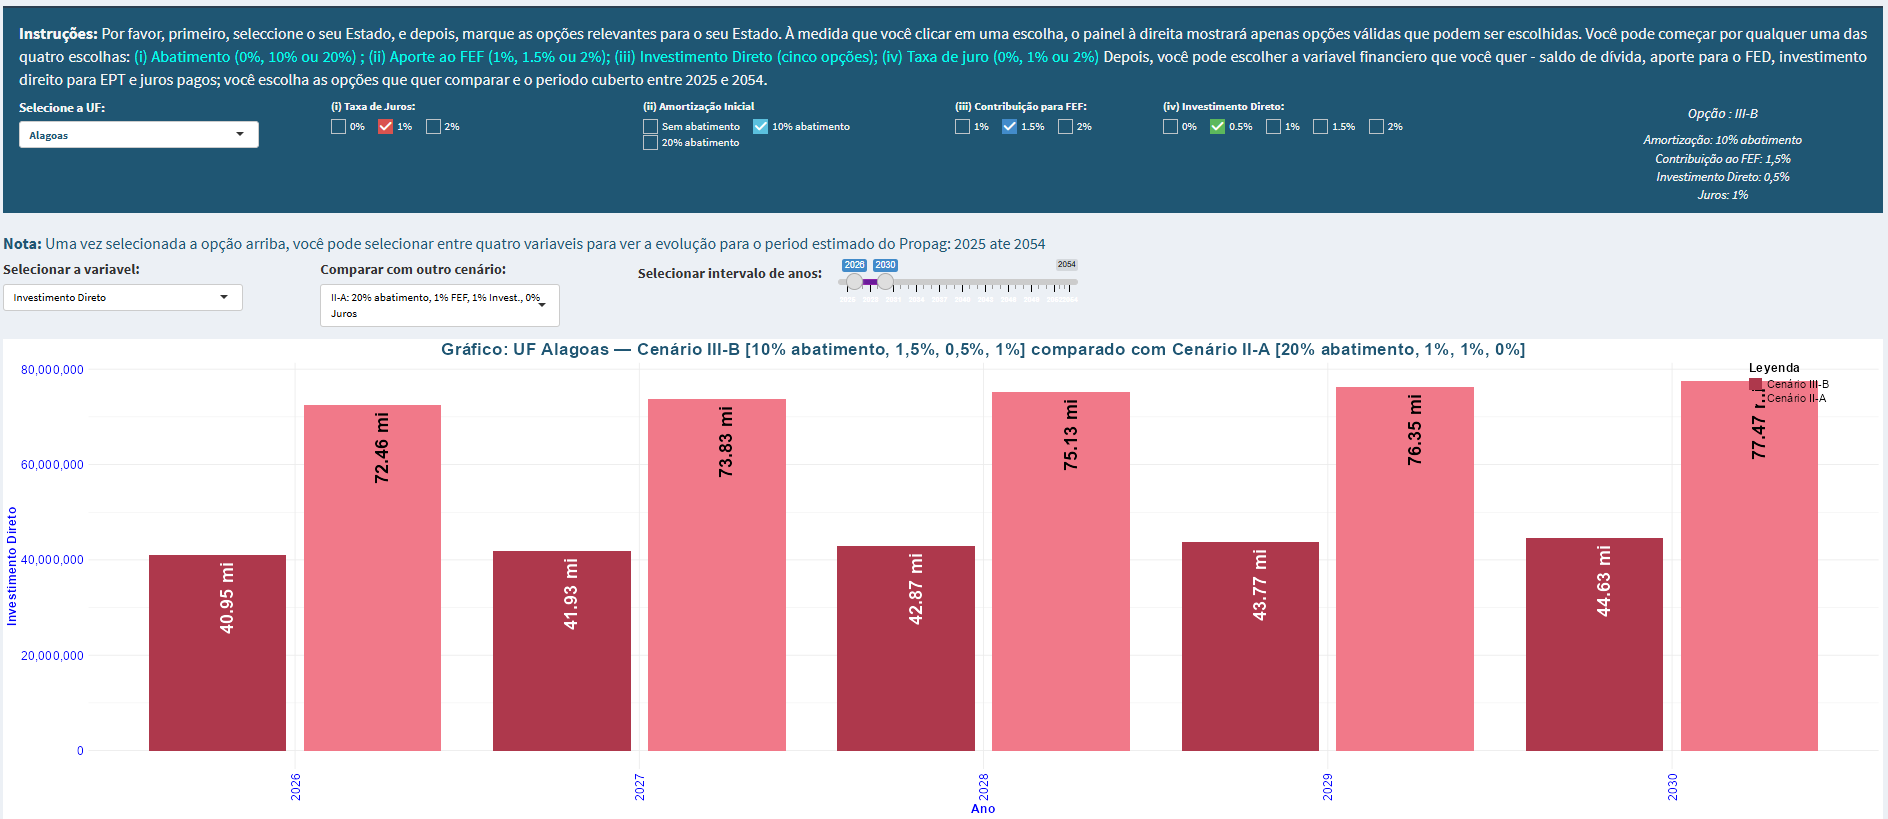 Instruções: Por favor, primeiro, seleccione o seu Estado, e depois, marque as opções relevantes para o seu Estado. À medida que você clicar em uma escolha, o painel à direita mostrará apenas opções válidas que podem ser escolhidas. Você pode começar por qualquer uma das
quatro escolhas: (i) Abatimento (0%, 10% ou 20%) ; (ii) Aporte ao FEF (1%, 1.5% ou 2%); (iii) Investimento Direto (cinco opções); (iv) Taxa de juro (0%, 1% ou 2%) Depois, você pode escolher a variavel financeiro que você quer - saldo de dívida, aporte para o FED, investimento
direito para EPT e juros pagos; você escolha as opções que quer comparar e o periodo cuberto entre 2025 e 2054.
Selecione a UF:
Alagoas
(i) Taxa de Juros:
0% 1% 2%
(ii) Amortização Inicial
Sem abatimento 10% abatimento
20% abatimento
(iii) Contribuição para FEF:
1% 1.5% 2%
(iv) Investimento Direto:
0% 0.5% 1% 1.5% 2%
Opção : III-B
Amortização: 10% abatimento
Contribuição ao FEF: 1,5%
Investimento Direto: 0,5%
Juros: 1%
Nota: Uma vez selecionada a opção arriba, você pode selecionar entre quatro variaveis para ver a evolução para o period estimado do Propag: 2025 ate 2054
Selecionar a variavel:
Investimento Direto
Comparar com outro cenário:
II-A: 20% abatimento, 1% FEF, 1% Invest., 0%
Juros
Selecionar intervalo de anos:
2026 2030 2054
Gráfico: UF Alagoas — Cenário III-B [10% abatimento, 1,5%, 0,5%, 1%] comparado com Cenário II-A [20% abatimento, 1%, 1%, 0%]
Leyenda
Cenário III-B
Cenário II-A
Investimento Direto
80,000,000
60,000,000
40,000,000
20,000,000
0
40.95 mi
72.46 mi
41.93 mi
73.83 mi
42.87 mi
75.13 mi
43.77 mi
76.35 mi
44.63 mi
77.47 r...
2026
2027
2028
2029
2030
Ano